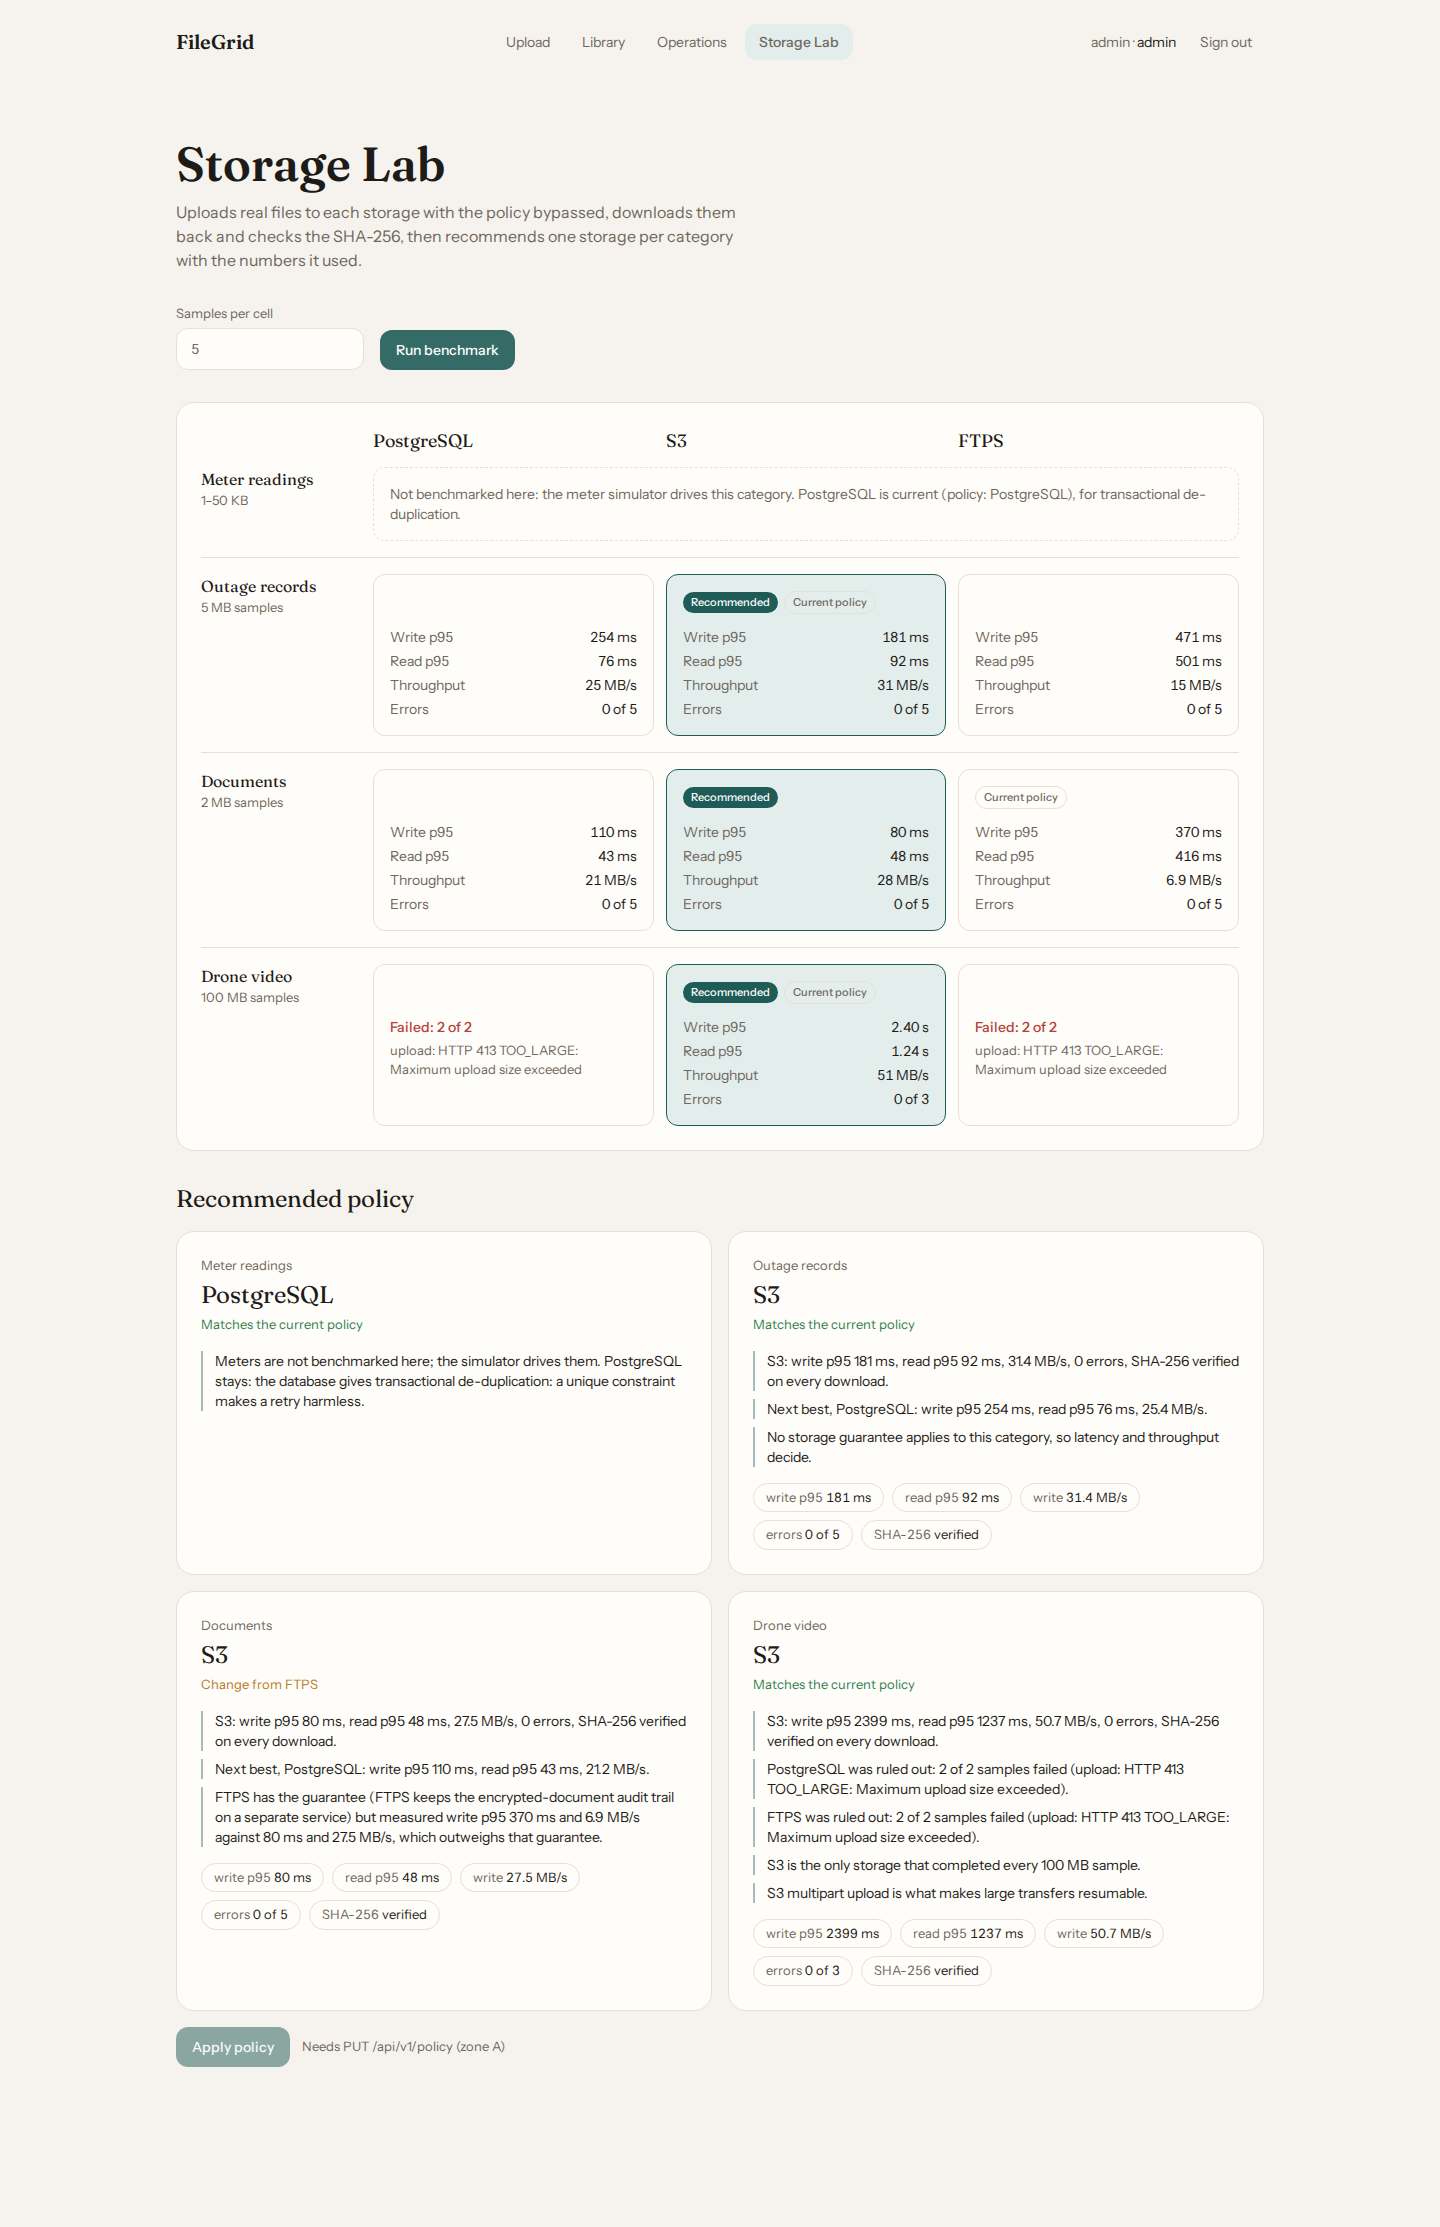 FileGrid
Upload
Library
Operations
Storage Lab
admin · admin
Sign out
Storage Lab
Uploads real files to each storage with the policy bypassed, downloads them
back and checks the SHA-256, then recommends one storage per category
with the numbers it used.
Samples per cell
5
Run benchmark
PostgreSQL
S3
FTPS
Meter readings
1–50 KB
Not benchmarked here: the meter simulator drives this category. PostgreSQL is current (policy: PostgreSQL), for transactional de-
duplication.
Outage records
5 MB samples
Write p95 254 ms
Read p95 76 ms
Throughput 25 MB/s
Errors 0 of 5
Recommended Current policy
Write p95 181 ms
Read p95 92 ms
Throughput 31 MB/s
Errors 0 of 5
Write p95 471 ms
Read p95 501 ms
Throughput 15 MB/s
Errors 0 of 5
Documents
2 MB samples
Write p95 110 ms
Read p95 43 ms
Throughput 21 MB/s
Errors 0 of 5
Recommended
Write p95 80 ms
Read p95 48 ms
Throughput 28 MB/s
Errors 0 of 5
Current policy
Write p95 370 ms
Read p95 416 ms
Throughput 6.9 MB/s
Errors 0 of 5
Drone video
100 MB samples
Failed: 2 of 2
upload: HTTP 413 TOO_LARGE:
Maximum upload size exceeded
Recommended Current policy
Write p95 2.40 s
Read p95 1.24 s
Throughput 51 MB/s
Errors 0 of 3
Failed: 2 of 2
upload: HTTP 413 TOO_LARGE:
Maximum upload size exceeded
Recommended policy
Meter readings
PostgreSQL
Matches the current policy
Meters are not benchmarked here; the simulator drives them. PostgreSQL
stays: the database gives transactional de-duplication: a unique constraint
makes a retry harmless.
Outage records
S3
Matches the current policy
S3: write p95 181 ms, read p95 92 ms, 31.4 MB/s, 0 errors, SHA-256 verified
on every download.
Next best, PostgreSQL: write p95 254 ms, read p95 76 ms, 25.4 MB/s.
No storage guarantee applies to this category, so latency and throughput
decide.
write p95 181 ms
read p95 92 ms
write 31.4 MB/s
errors 0 of 5
SHA-256 verified
Documents
S3
Change from FTPS
S3: write p95 80 ms, read p95 48 ms, 27.5 MB/s, 0 errors, SHA-256 verified
on every download.
Next best, PostgreSQL: write p95 110 ms, read p95 43 ms, 21.2 MB/s.
FTPS has the guarantee (FTPS keeps the encrypted-document audit trail
on a separate service) but measured write p95 370 ms and 6.9 MB/s
against 80 ms and 27.5 MB/s, which outweighs that guarantee.
write p95 80 ms
read p95 48 ms
write 27.5 MB/s
errors 0 of 5
SHA-256 verified
Drone video
S3
Matches the current policy
S3: write p95 2399 ms, read p95 1237 ms, 50.7 MB/s, 0 errors, SHA-256
verified on every download.
PostgreSQL was ruled out: 2 of 2 samples failed (upload: HTTP 413
TOO_LARGE: Maximum upload size exceeded).
FTPS was ruled out: 2 of 2 samples failed (upload: HTTP 413 TOO_LARGE:
Maximum upload size exceeded).
S3 is the only storage that completed every 100 MB sample.
S3 multipart upload is what makes large transfers resumable.
write p95 2399 ms
read p95 1237 ms
write 50.7 MB/s
errors 0 of 3
SHA-256 verified
Apply policy
Needs PUT /api/v1/policy (zone A)